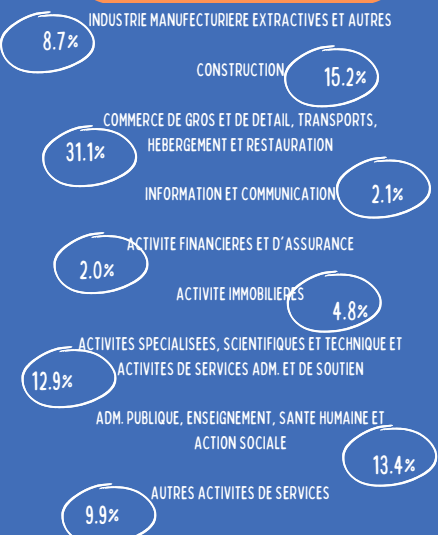 INDUSTRIE MANUFECTURIERE EXTRACTIVES ET AUTRES
8.7%
CONSTRUCTION
15.2%
COMMERCE DE GROS ET DE DETAIL, TRANSPORTS,
HEBERGEMENT ET RESTAURATION
31.1%
INFORMATION ET COMMUNICATION
2.1%
ACTIVITE FINANCIERES ET D'ASSURANCE
2.0%
ACTIVITE IMMOBILIERES
4.8%
ACTIVITES SPECIALISEES, SCIENTIFIQUES ET TECHNIQUE ET
ACTIVITES DE SERVICES ADM. ET DE SOUTIEN
12.9%
ADM. PUBLIQUE, ENSEIGNEMENT, SANTE HUMAINE ET
ACTION SOCIALE
13.4%
AUTRES ACTIVITES DE SERVICES
9.9%